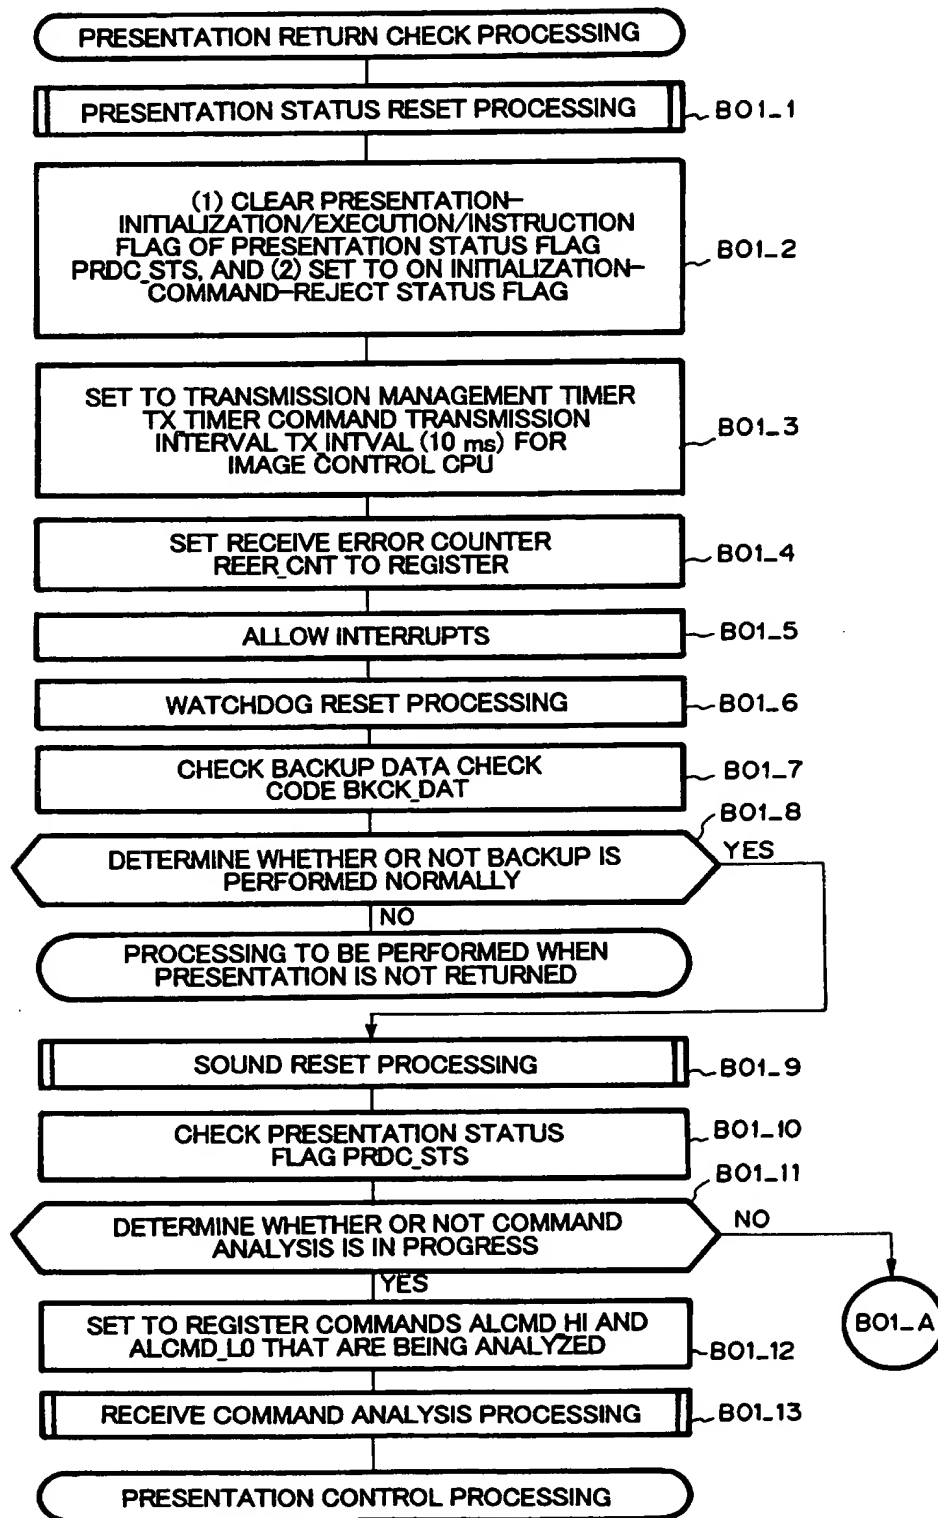 PRESENTATION RETURN CHECK PROCESSING
PRESENTATION STATUS RESET PROCESSING
B01_1
(1) CLEAR PRESENTATION-
INITIALIZATION/EXECUTION/INSTRUCTION
FLAG OF PRESENTATION STATUS FLAG
PRDC_STS, AND (2) SET TO ON INITIALIZATION-
COMMAND-REJECT STATUS FLAG
B01_2
SET TO TRANSMISSION MANAGEMENT TIMER
TX_TIMER COMMAND TRANSMISSION
INTERVAL TX_INTVAL (10 ms) FOR
IMAGE CONTROL CPU
B01_3
SET RECEIVE ERROR COUNTER
REER_CNT TO REGISTER
B01_4
ALLOW INTERRUPTS
B01_5
WATCHDOG RESET PROCESSING
B01_6
CHECK BACKUP DATA CHECK
CODE BKCK_DAT
B01_7
B01_8
DETERMINE WHETHER OR NOT BACKUP IS
PERFORMED NORMALLY
YES
NO
PROCESSING TO BE PERFORMED WHEN
PRESENTATION IS NOT RETURNED
SOUND RESET PROCESSING
B01_9
CHECK PRESENTATION STATUS
FLAG PRDC_STS
B01_10
B01_11
DETERMINE WHETHER OR NOT COMMAND
ANALYSIS IS IN PROGRESS
NO
YES
B01_A
SET TO REGISTER COMMANDS ALCMD_HI AND
ALCMD_L0 THAT ARE BEING ANALYZED
B01_12
RECEIVE COMMAND ANALYSIS PROCESSING
B01_13
PRESENTATION CONTROL PROCESSING